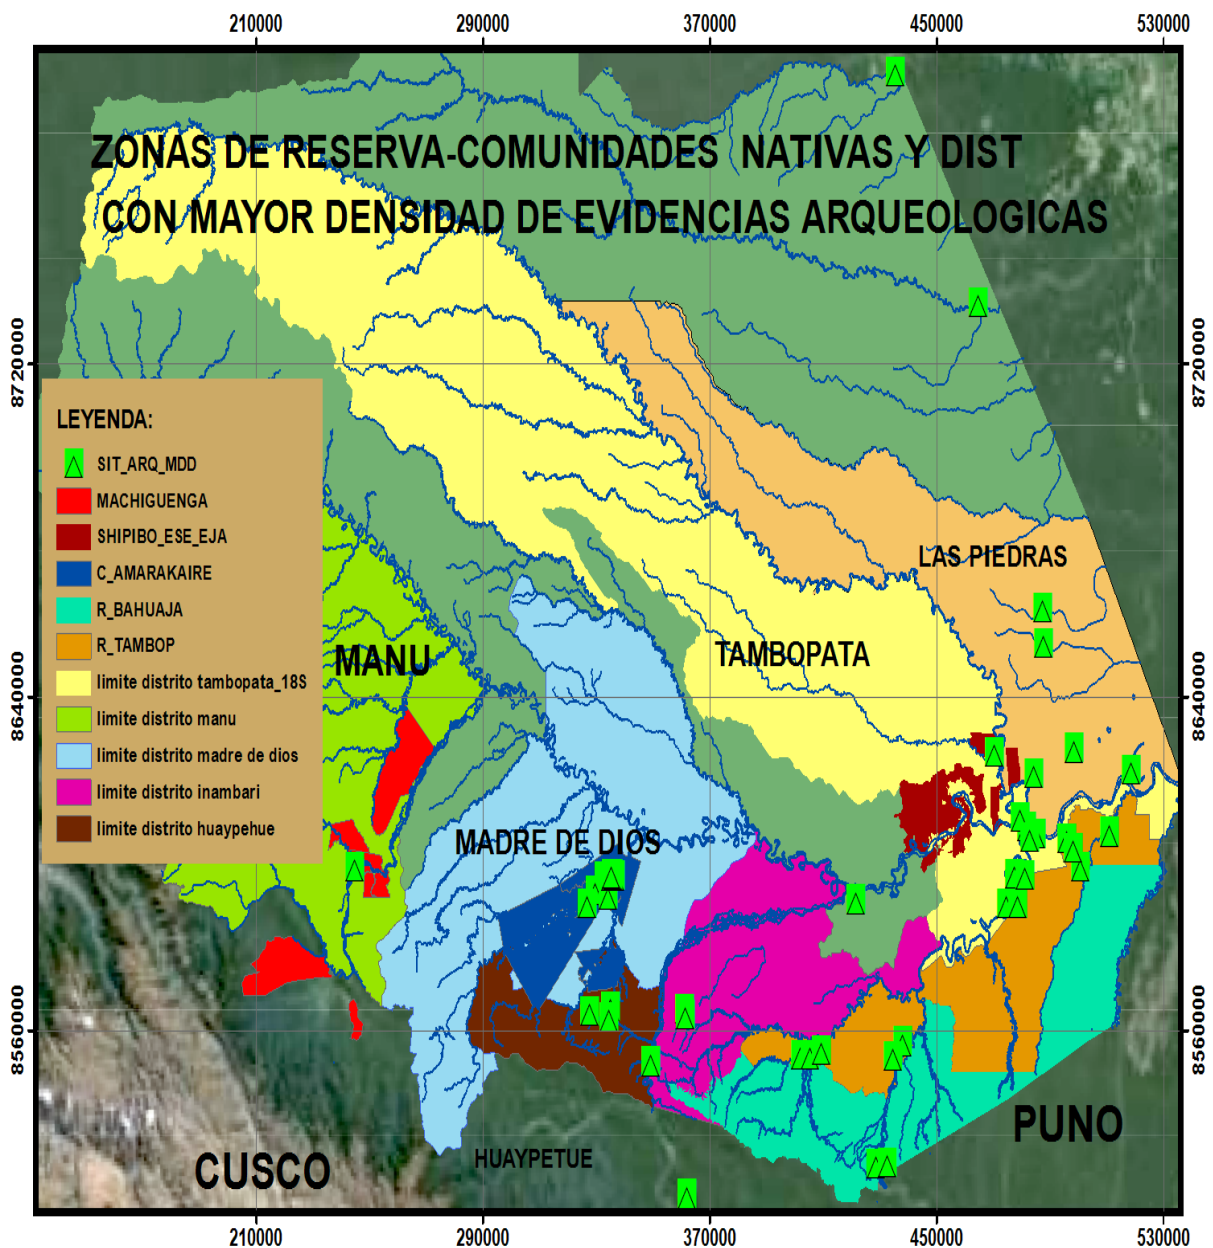 210000 290000 370000 450000 530000
ZONAS DE RESERVA-COMUNIDADES NATIVAS Y DIST
CON MAYOR DENSIDAD DE EVIDENCIAS ARQUEOLOGICAS
8720000 8720000
LEYENDA:
SIT_ARQ_MDD
MACHIGUENGA
SHIPIBO_ESE_EJA
C_AMARAKAIRE
R_BAHUAJA
R_TAMBOP
limite distrito tambopata_18S
limite distrito manu
limite distrito madre de dios
limite distrito inambari
limite distrito huaypehue
LAS PIEDRAS
MANU
TAMBOPATA
8640000 8640000
MADRE DE DIOS
8560000 8560000
PUNO
HUAYPETUE
CUSCO
210000 290000 370000 450000 530000